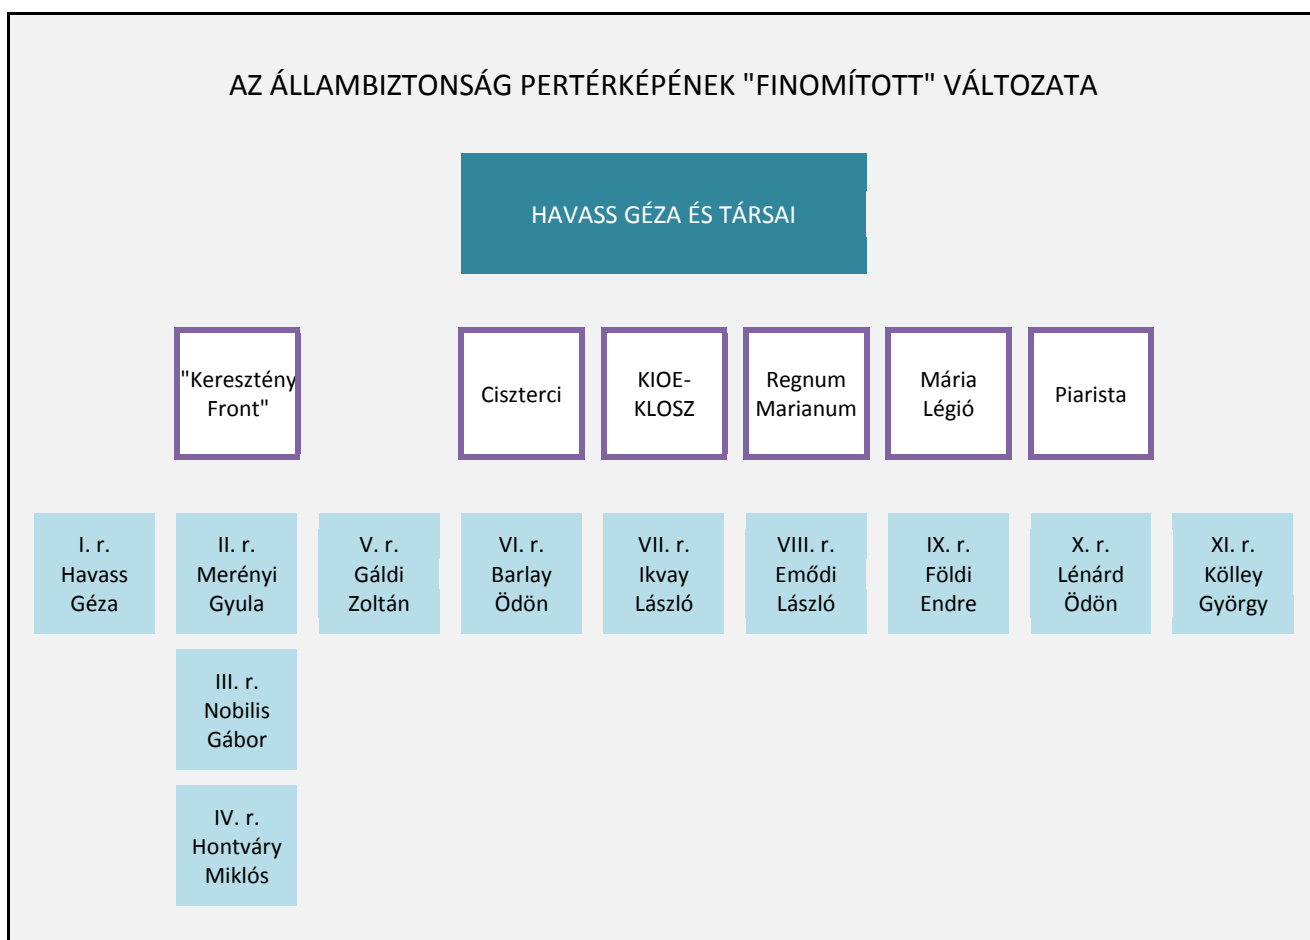 AZ ÁLLAMBIZTONSÁG PERTÉRKÉPÉNEK "FINOMÍTOTT" VÁLTOZATA
HAVASS GÉZA ÉS TÁRSAI
"Keresztény
Front"
Ciszterci
KIOE-
KLOSZ
Regnum
Marianum
Mária
Légió
Piarista
I. r.
Havass
Géza
II. r.
Merényi
Gyula
V. r.
Gáldi
Zoltán
VI. r.
Barlay
Ödön
VII. r.
Ikvay
László
VIII. r.
Emődi
László
IX. r.
Földi
Endre
X. r.
Lénárd
Ödön
XI. r.
Kölley
György
III. r.
Nobilis
Gábor
IV. r.
Hontváry
Miklós